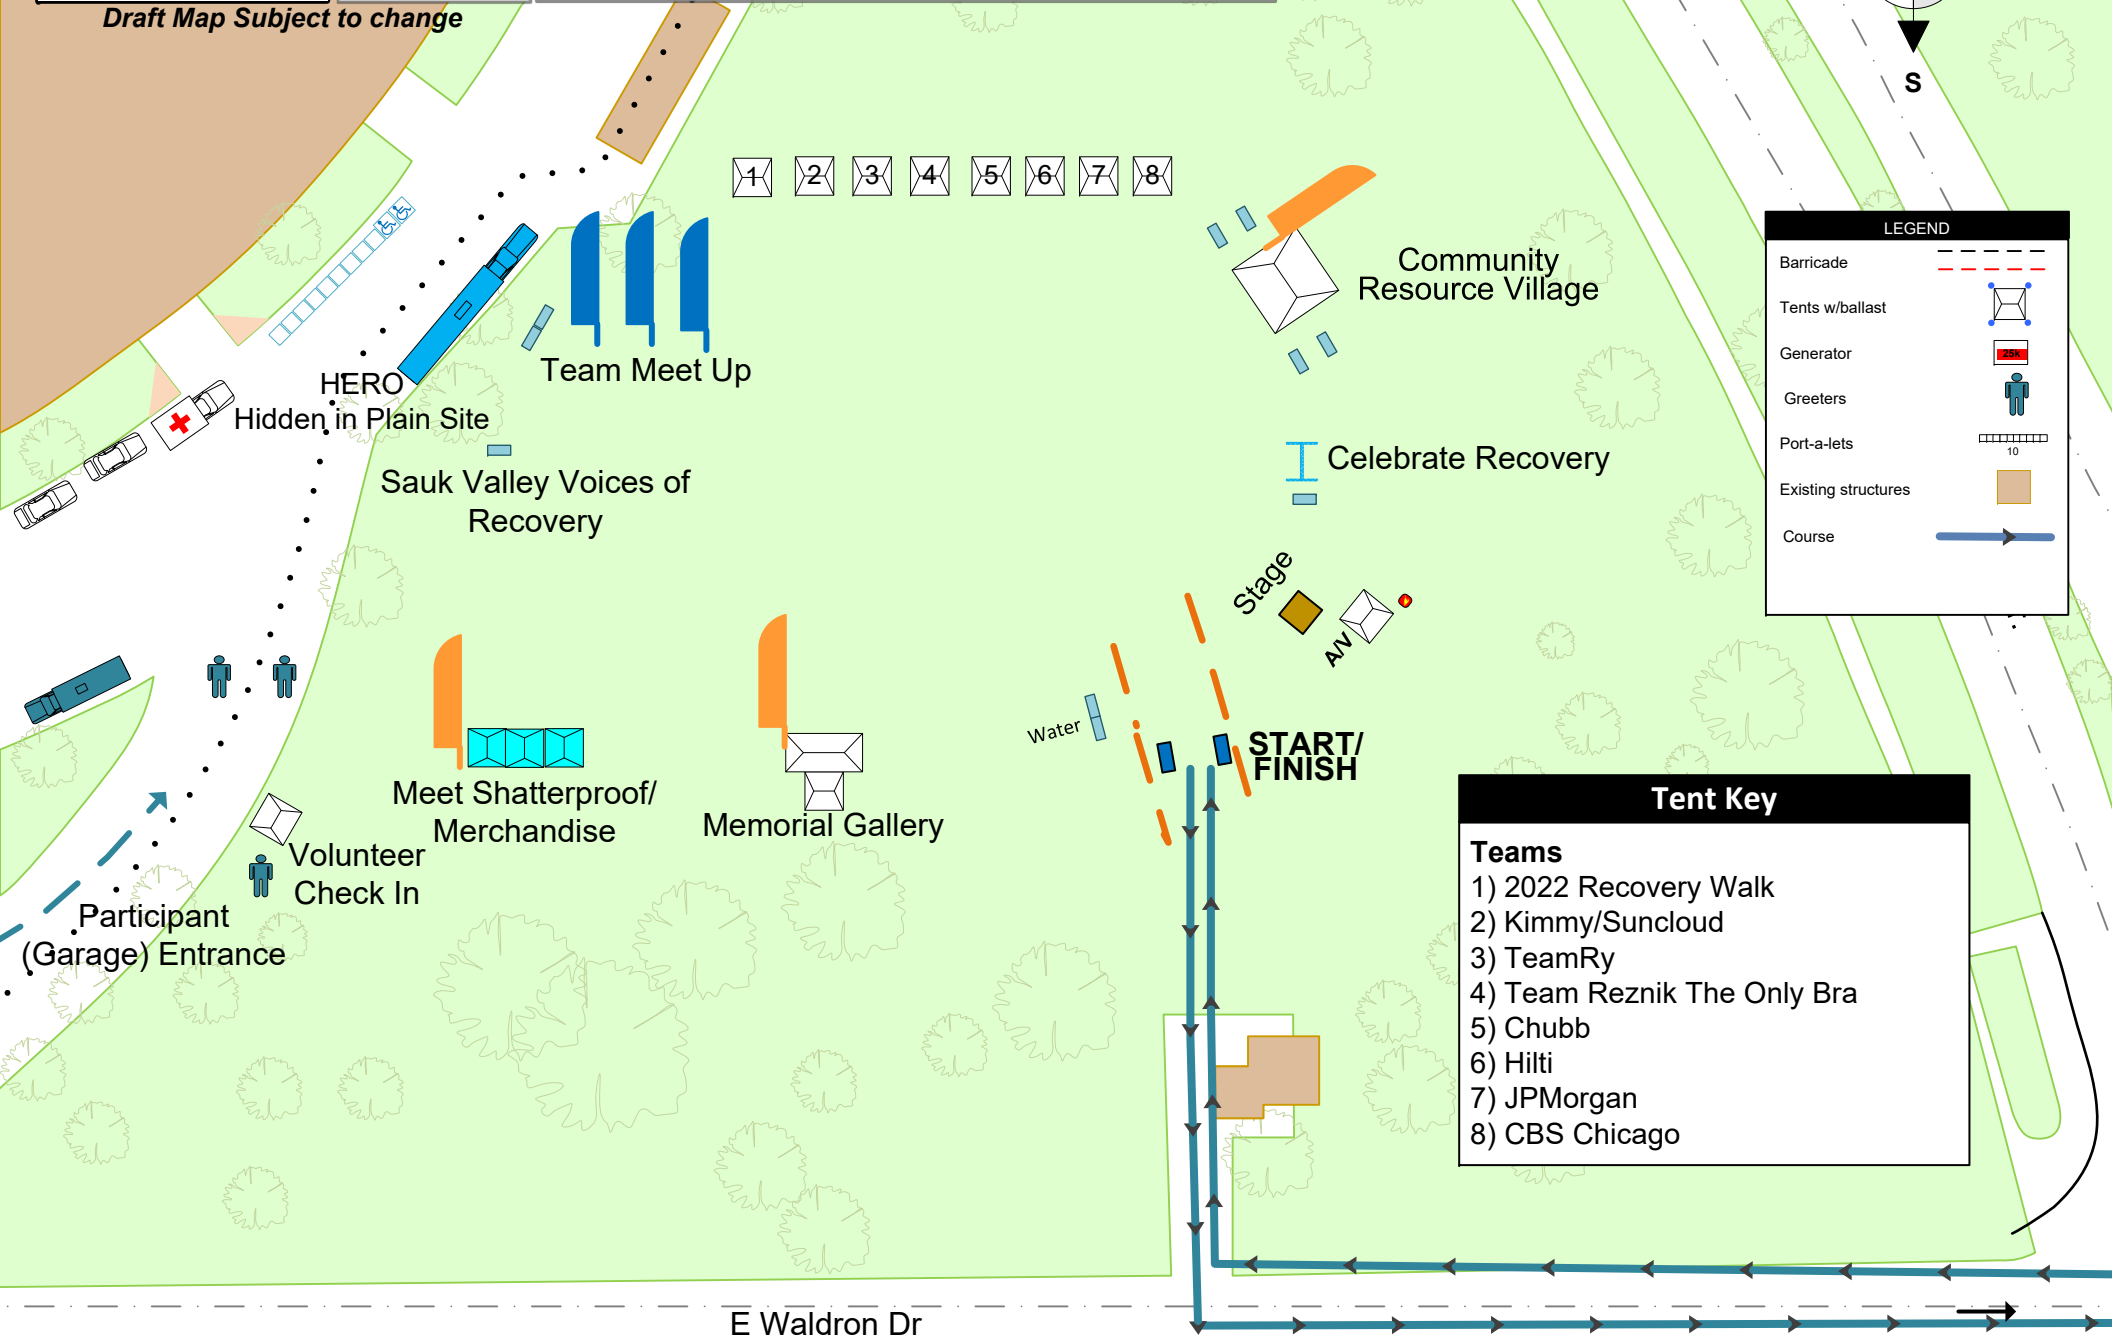 Draft Map Subject to change
S
1 2 3 4 5 6 7 8
Community
Resource Village
LEGEND
Barricade
Tents w/ballast
Generator
25k
Greeters
Port-a-lets
10
Existing structures
Course
Team Meet Up
HERO
Hidden in Plain Site
Sauk Valley Voices of
Recovery
Celebrate Recovery
Stage
A/V
Water
START/
FINISH
Meet Shatterproof/
Merchandise
Memorial Gallery
Volunteer
Check In
Participant
(Garage) Entrance
Tent Key
Teams
1) 2022 Recovery Walk
2) Kimmy/Suncloud
3) TeamRy
4) Team Reznik The Only Bra
5) Chubb
6) Hilti
7) JPMorgan
8) CBS Chicago
E Waldron Dr